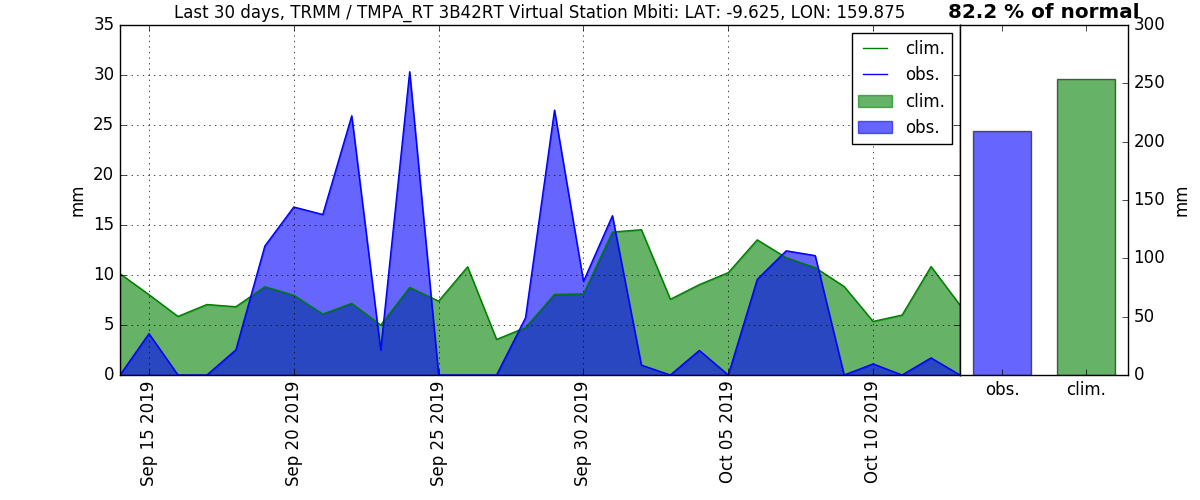 Last 30 days, TRMM / TMPA_RT 3B42RT Virtual Station Mbiti: LAT: -9.625, LON: 159.875
82.2 % of normal
35
30
25
20
15
10
5
0
mm
clim.
obs.
clim.
obs.
300
250
200
150
100
50
0
mm
Sep 15 2019
Sep 20 2019
Sep 25 2019
Sep 30 2019
Oct 05 2019
Oct 10 2019
obs.
clim.